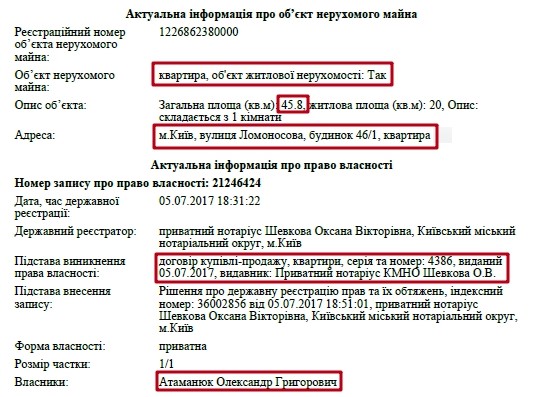 Актуальна інформація про об’єкт нерухомого майна
Реєстраційний номер 1226862380000
об’єкта нерухомого
майна:
Об’єкт нерухомого квартира, об'єкт житлової нерухомості: Так
майна:
Опис об’єкта: Загальна площа (кв.м): 45.8, житлова площа (кв.м): 20, Опис:
складається з 1 кімнати
Адреса: м.Київ, вулиця Ломоносова, будинок 46/1, квартира
Актуальна інформація про право власності
Номер запису про право власності: 21246424
Дата, час державної 05.07.2017 18:31:22
реєстрації:
Державний реєстратор: приватний нотаріус Шевкова Оксана Вікторівна, Київський міський
нотаріальний округ, м.Київ
Підстава виникнення договір купівлі-продажу, квартири, серія та номер: 4386, виданий
права власності: 05.07.2017, видавник: Приватний нотаріус КМНО Шевкова О.В.
Підстава внесення Рішення про державну реєстрацію прав та їх обтяжень, індексний
запису: номер: 36002856 від 05.07.2017 18:51:01, приватний нотаріус
Шевкова Оксана Вікторівна, Київський міський нотаріальний округ,
м.Київ
Форма власності: приватна
Розмір частки: 1/1
Власники: Атаманюк Олександр Григорович